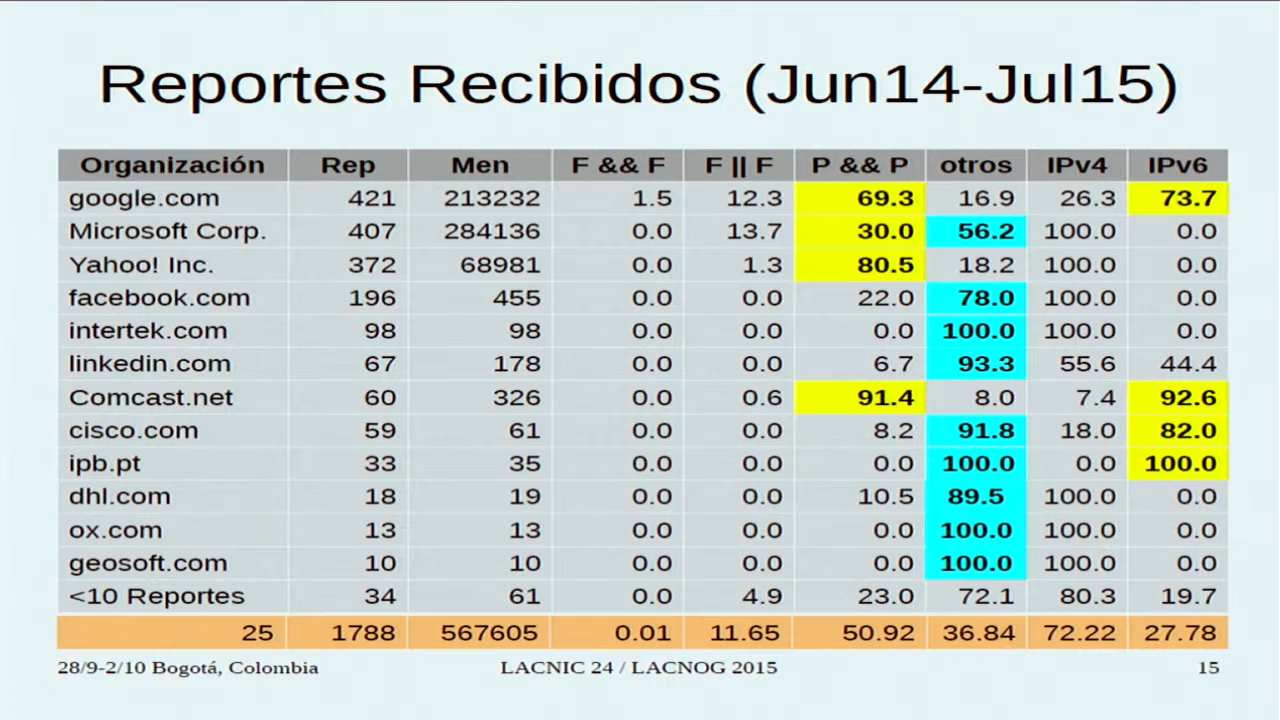 Reportes Recibidos (Jun14-Jul15)
Organización Rep Men F && F F || F P && P otros IPv4 IPv6
google.com 421 213232 1.5 12.3 69.3 16.9 26.3 73.7
Microsoft Corp. 407 284136 0.0 13.7 30.0 56.2 100.0 0.0
Yahoo! Inc. 372 68981 0.0 1.3 80.5 18.2 100.0 0.0
facebook.com 196 455 0.0 0.0 22.0 78.0 100.0 0.0
intertek.com 98 98 0.0 0.0 0.0 100.0 100.0 0.0
linkedin.com 67 178 0.0 0.0 6.7 93.3 55.6 44.4
Comcast.net 60 326 0.0 0.6 91.4 8.0 7.4 92.6
cisco.com 59 61 0.0 0.0 8.2 91.8 18.0 82.0
ipb.pt 33 35 0.0 0.0 0.0 100.0 0.0 100.0
dhl.com 18 19 0.0 0.0 10.5 89.5 100.0 0.0
ox.com 13 13 0.0 0.0 0.0 100.0 100.0 0.0
geosoft.com 10 10 0.0 0.0 0.0 100.0 100.0 0.0
<10 Reportes 34 61 0.0 4.9 23.0 72.1 80.3 19.7
25 1788 567605 0.01 11.65 50.92 36.84 72.22 27.78
28/9-2/10 Bogotá, Colombia LACNIC 24 / LACNOG 2015 15